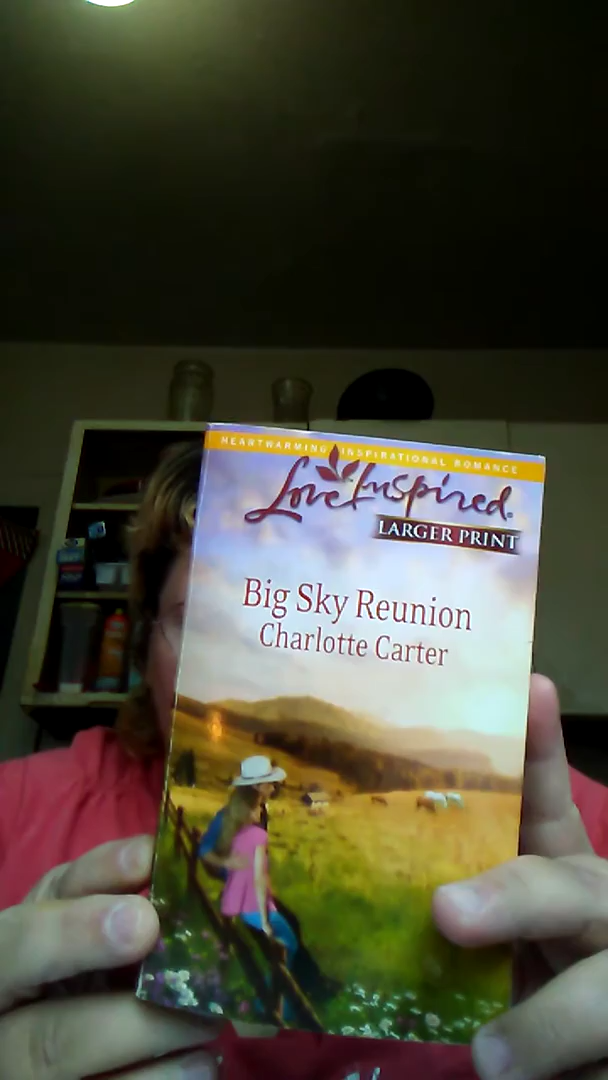 HEARTWARMING INSPIRATIONAL ROMANCE
Love Inspired®
LARGER PRINT
Big Sky Reunion
Charlotte Carter